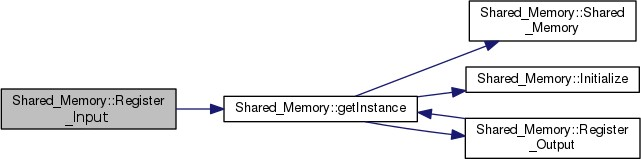 Shared_Memory::Register
_Input
Shared_Memory::getInstance
Shared_Memory::Shared
_Memory
Shared_Memory::Initialize
Shared_Memory::Register
_Output